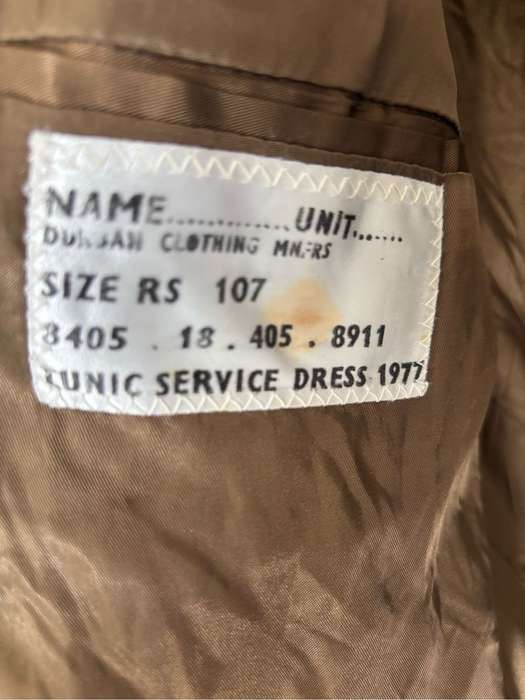 NAME.............UNIT.......
DURBAN CLOTHING MNFRS
SIZE RS 107
8405 . 18 . 405 . 8911
TUNIC SERVICE DRESS 1977